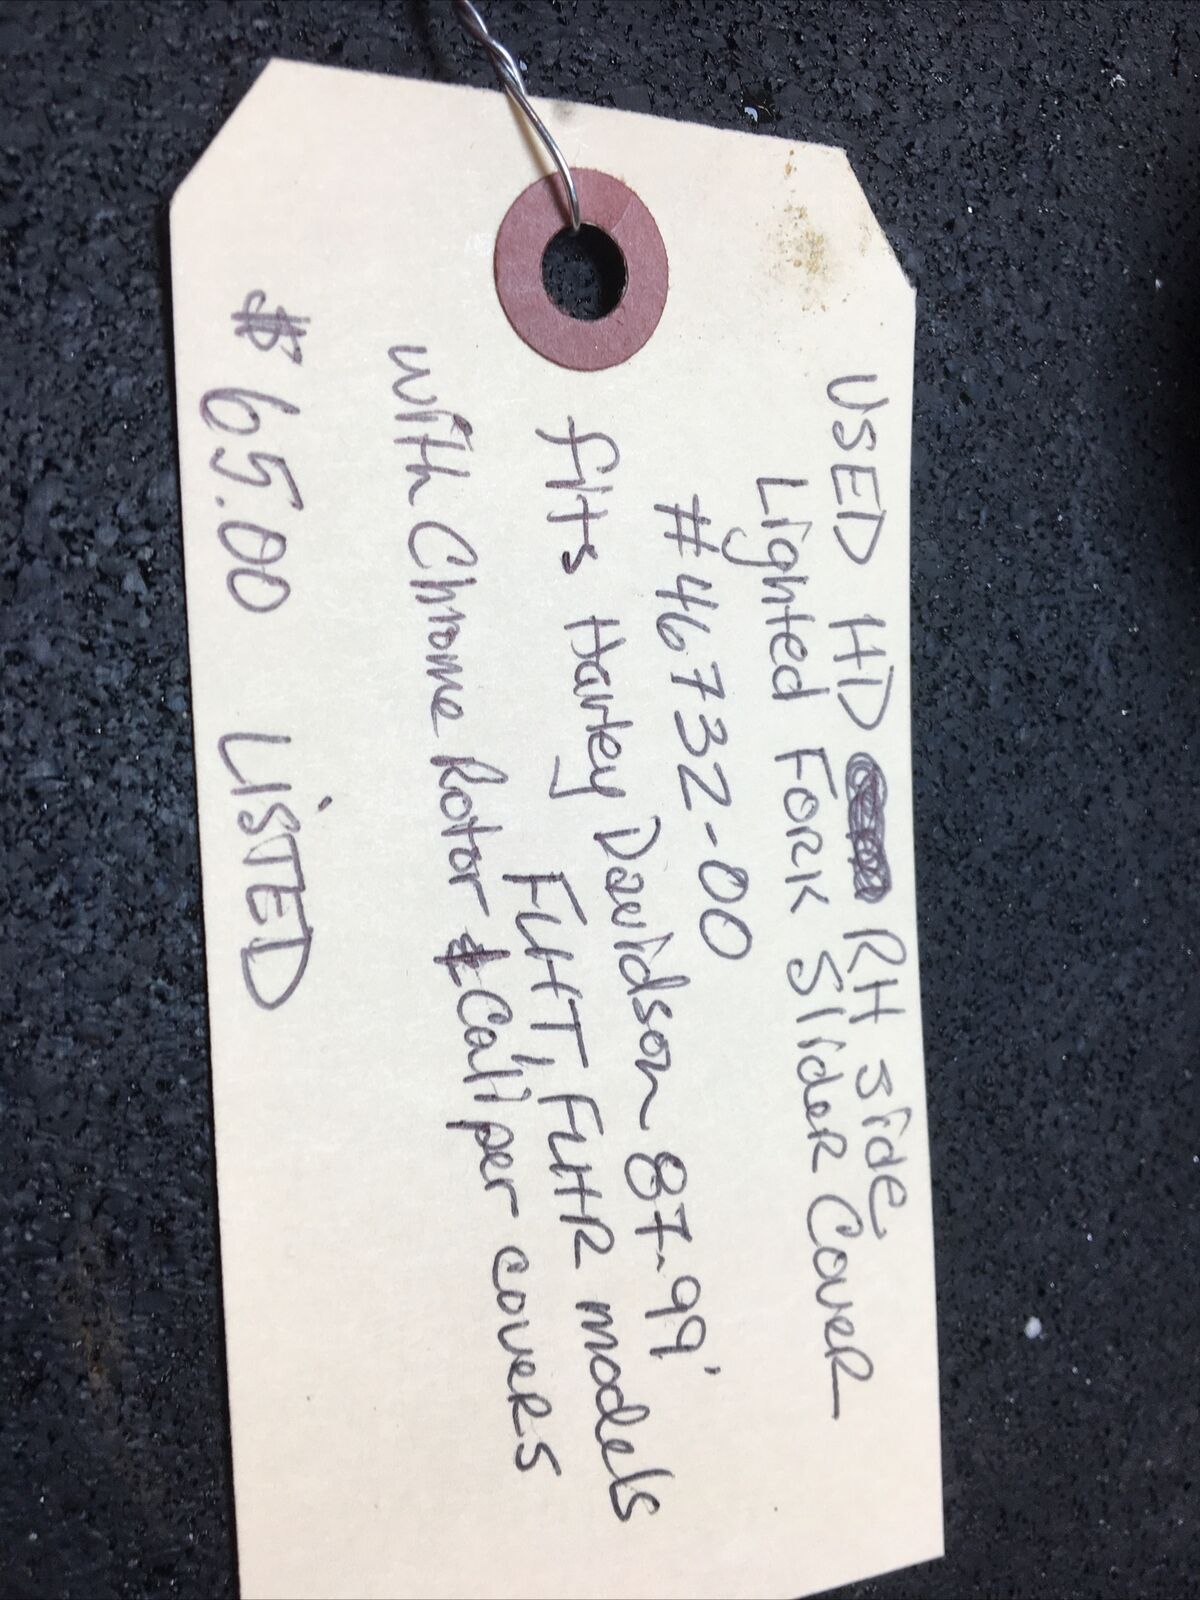 USED HD RH side
Lighted Fork Slider Cover
#46732-00
fits Harley Davidson 87-99'
FLHT, FLHR models
with Chrome Rotor & Caliper covers
$65.00 LISTED